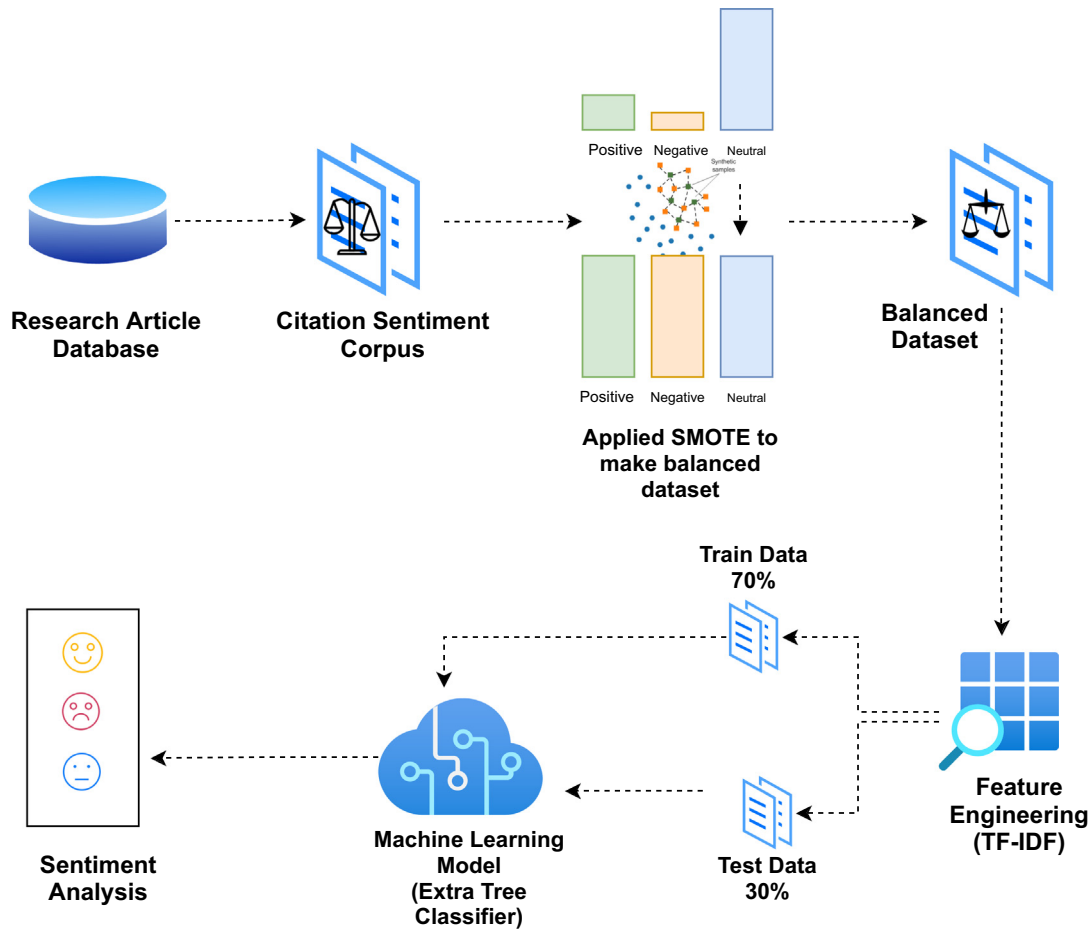 Positive
Negative
Neutral
Synthetic
samples
Research Article
Database
Citation Sentiment
Corpus
Positive
Negative
Neutral
Applied SMOTE to
make balanced
dataset
Balanced
Dataset
Train Data
70%
Sentiment
Analysis
Machine Learning
Model
(Extra Tree
Classifier)
Test Data
30%
Feature
Engineering
(TF-IDF)